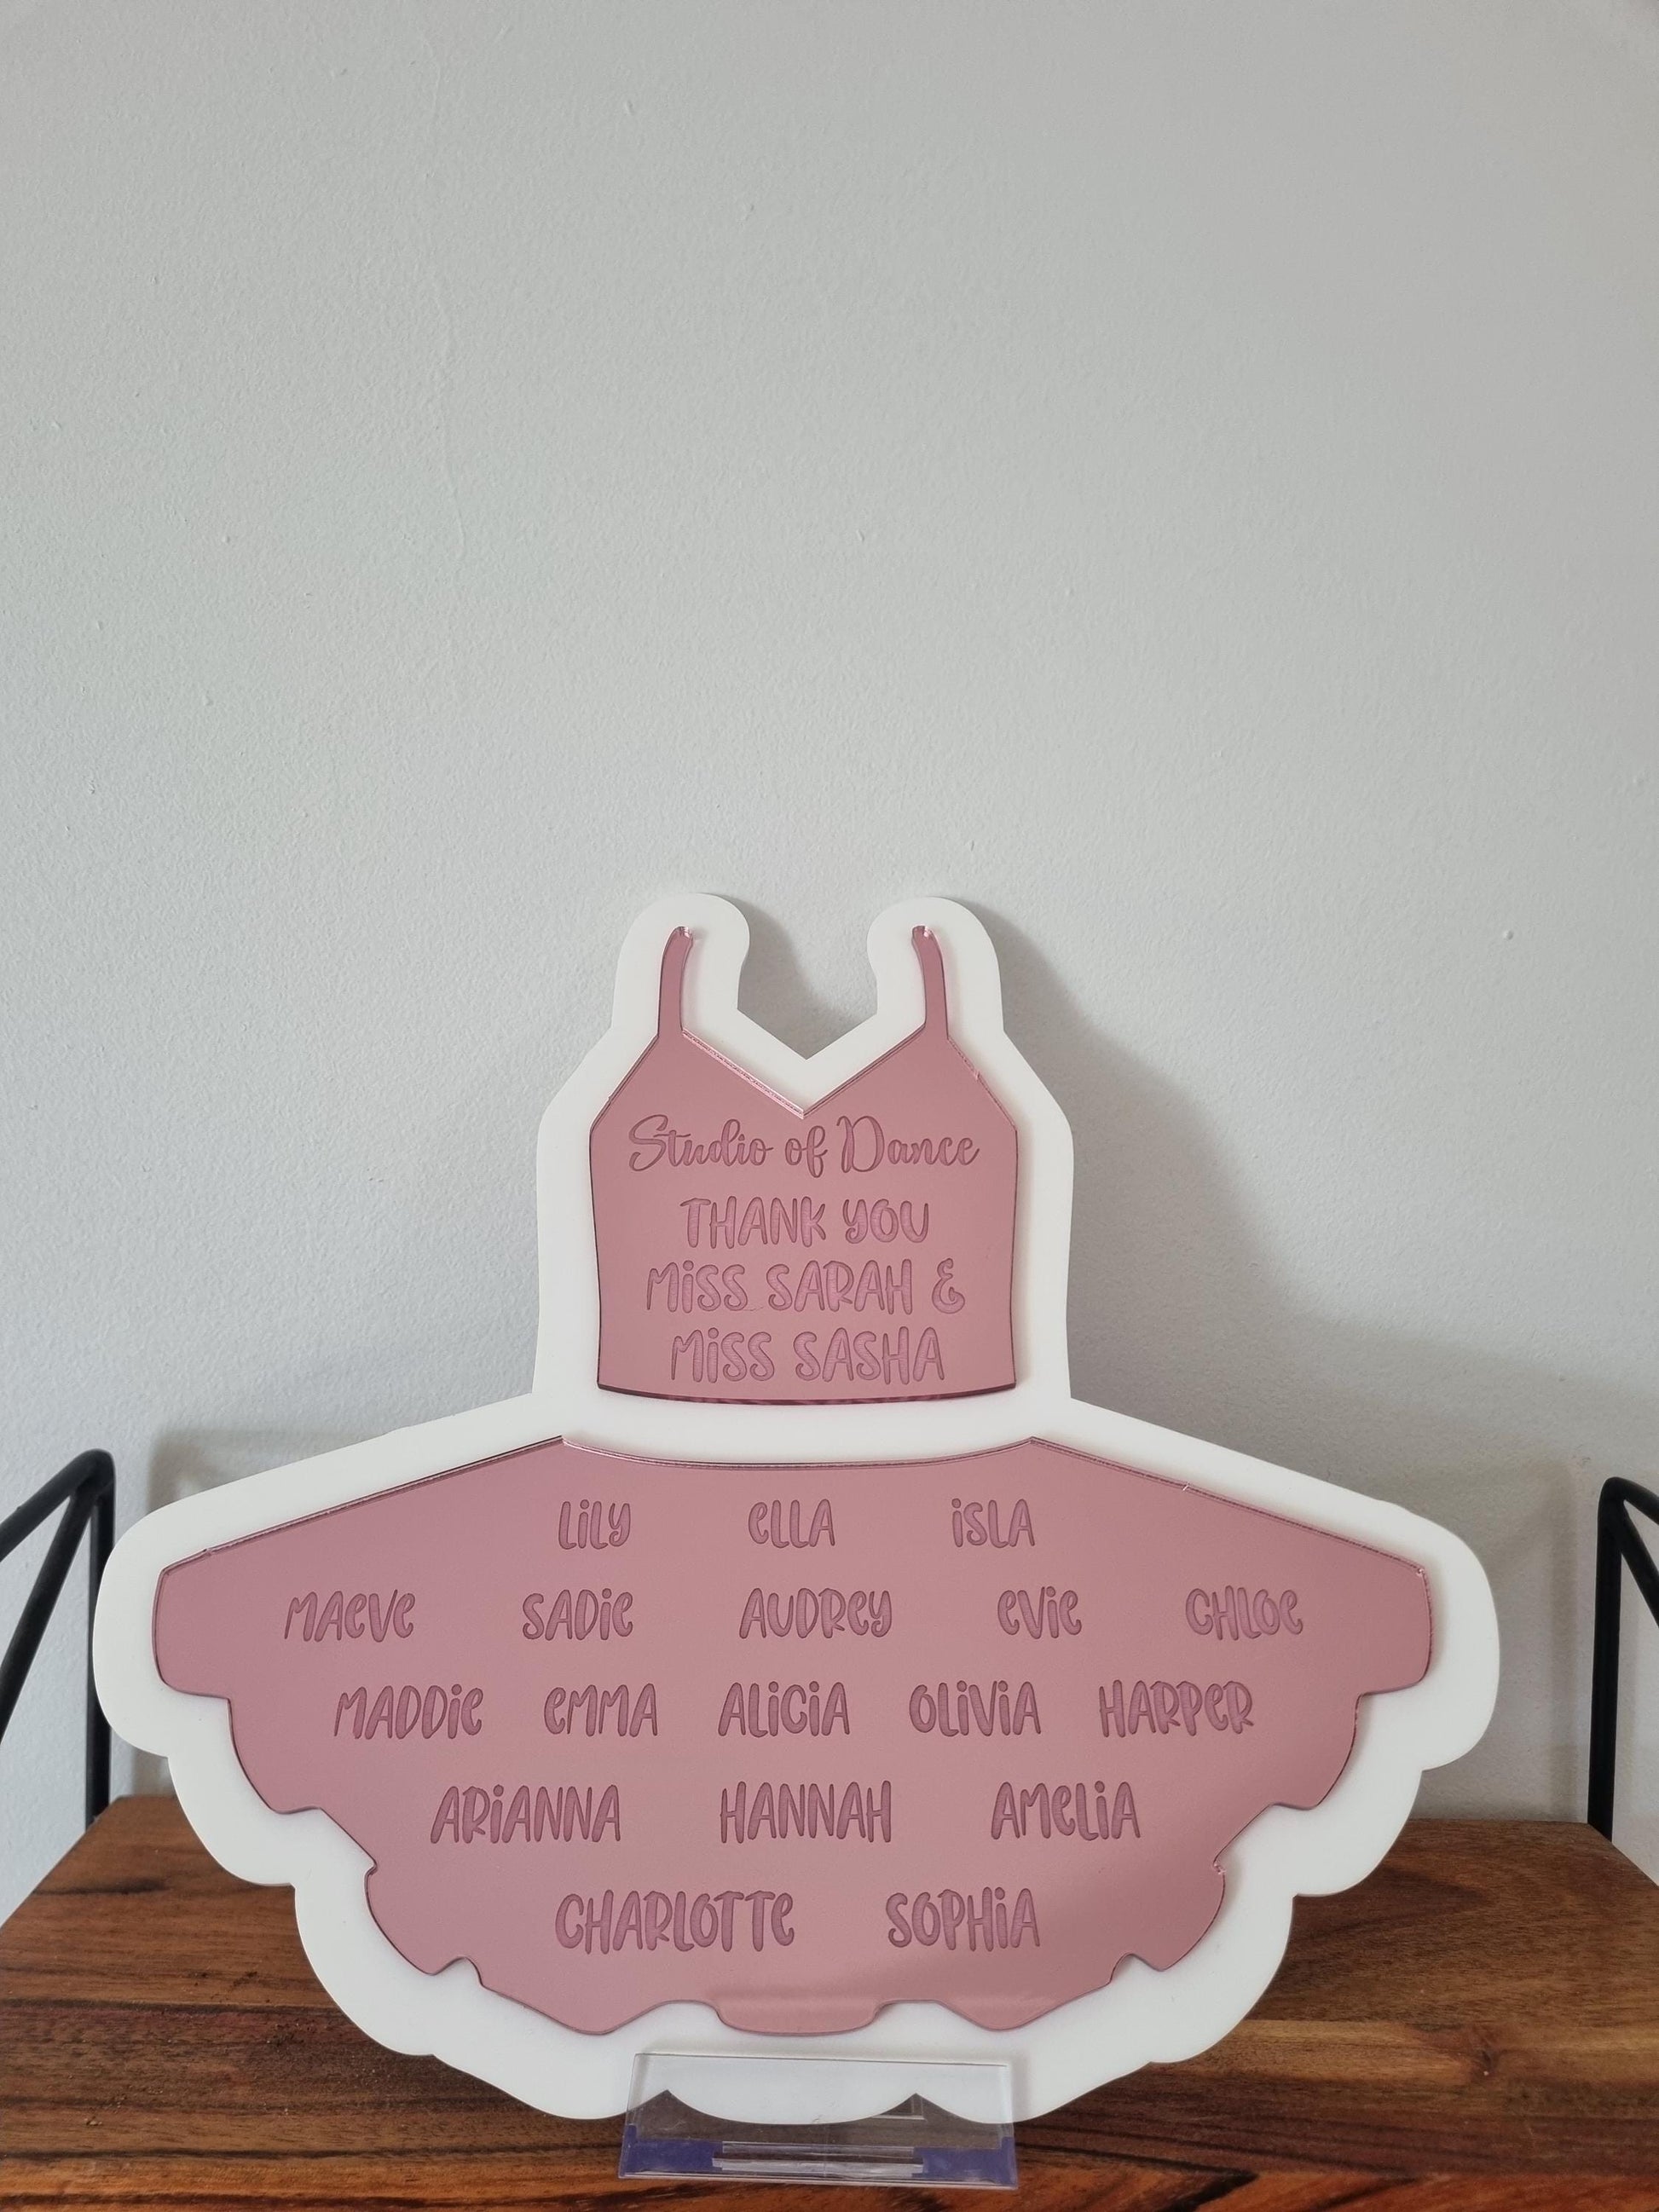 Studio of Dance
THANK YOU
MiSS SARAH &
MiSS SASHA
LiLY eLLA iSLA
MAeVe SADie AUDReY eViE CHLOe
MADDie eMMA ALiCiA OLiViA HARPeR
ARiANNA HANNAH AMeLiA
CHARLOTTe SOPHiA